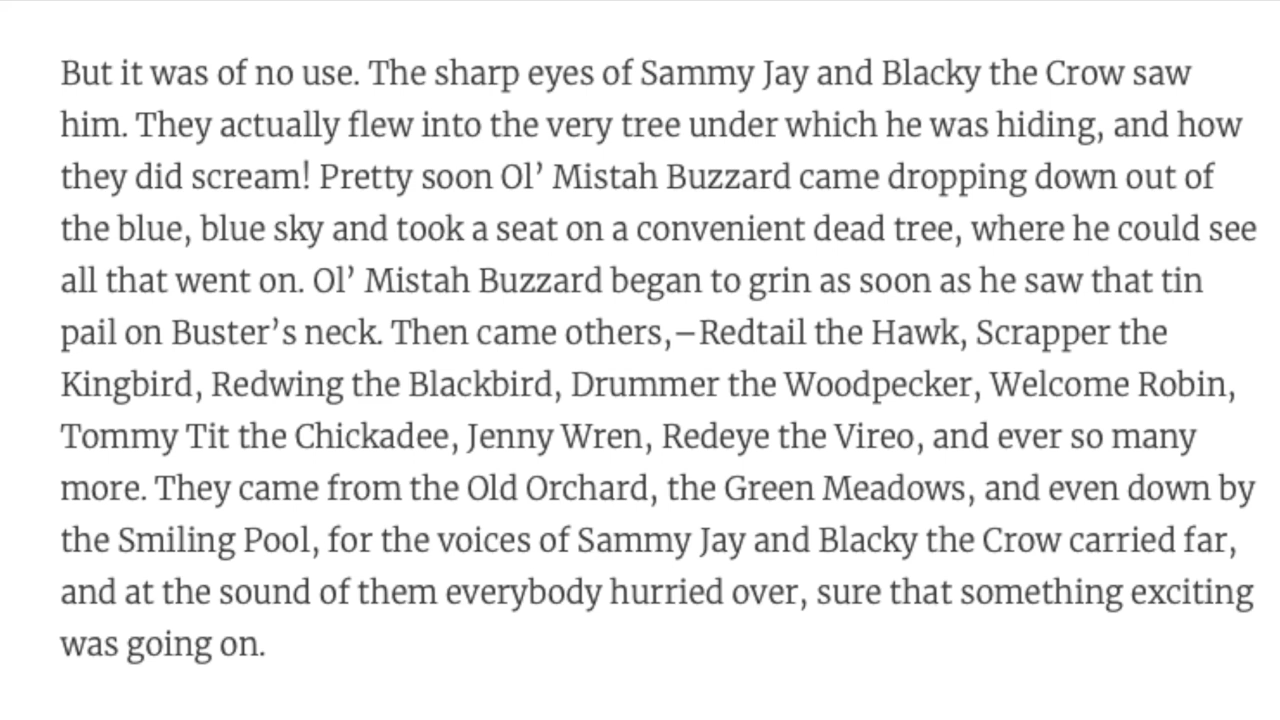 But it was of no use. The sharp eyes of Sammy Jay and Blacky the Crow saw
him. They actually flew into the very tree under which he was hiding, and how
they did scream! Pretty soon Ol’ Mistah Buzzard came dropping down out of
the blue, blue sky and took a seat on a convenient dead tree, where he could see
all that went on. Ol’ Mistah Buzzard began to grin as soon as he saw that tin
pail on Buster’s neck. Then came others,—Redtail the Hawk, Scrapper the
Kingbird, Redwing the Blackbird, Drummer the Woodpecker, Welcome Robin,
Tommy Tit the Chickadee, Jenny Wren, Redeye the Vireo, and ever so many
more. They came from the Old Orchard, the Green Meadows, and even down by
the Smiling Pool, for the voices of Sammy Jay and Blacky the Crow carried far,
and at the sound of them everybody hurried over, sure that something exciting
was going on.